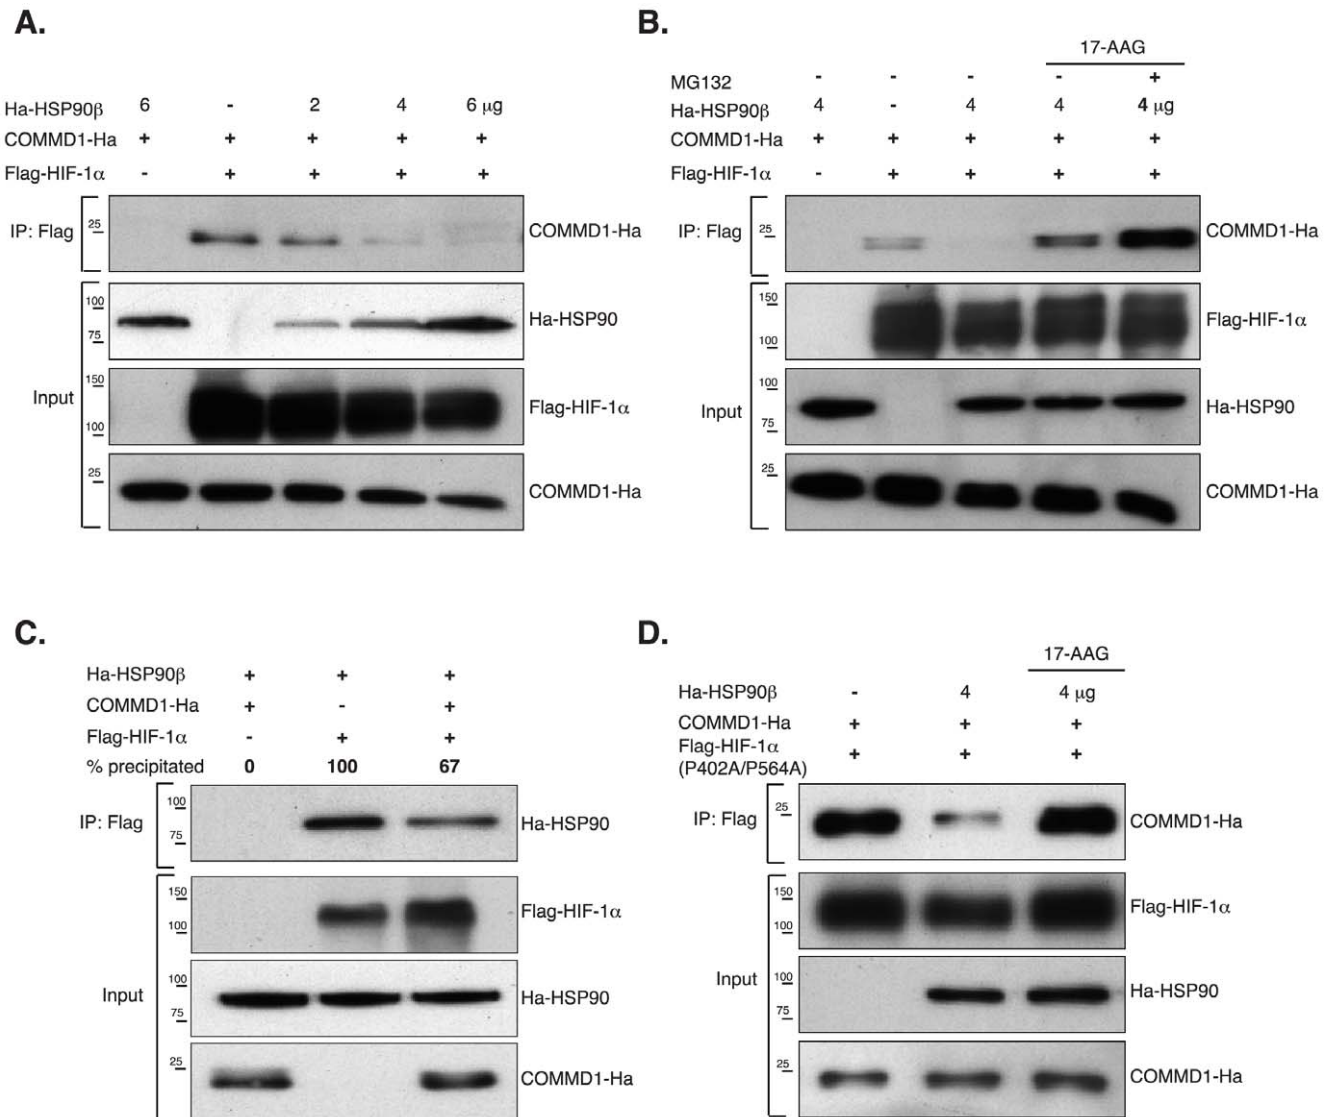 A.
Ha-HSP90β 6 - 2 4 6 μg
COMMD1-Ha + + + + +
Flag-HIF-1α - + + + +
IP: Flag 25 COMMD1-Ha
100
75
Ha-HSP90
Input
150
100
Flag-HIF-1α
25 COMMD1-Ha
B.
17-AAG
MG132 - - - - +
Ha-HSP90β 4 - 4 4 4 μg
COMMD1-Ha + + + + +
Flag-HIF-1α - + + + +
IP: Flag 25 COMMD1-Ha
150
100
Flag-HIF-1α
Input
100
75
Ha-HSP90
25 COMMD1-Ha
C.
Ha-HSP90β + + +
COMMD1-Ha + - +
Flag-HIF-1α - + +
% precipitated 0 100 67
IP: Flag
100
75
Ha-HSP90
150
100
Flag-HIF-1α
Input
100
75
Ha-HSP90
25 COMMD1-Ha
D.
17-AAG
Ha-HSP90β - 4 4 μg
COMMD1-Ha + + +
Flag-HIF-1α + + +
(P402A/P564A)
IP: Flag 25 COMMD1-Ha
150
100
Flag-HIF-1α
Input
100
75
Ha-HSP90
25 COMMD1-Ha